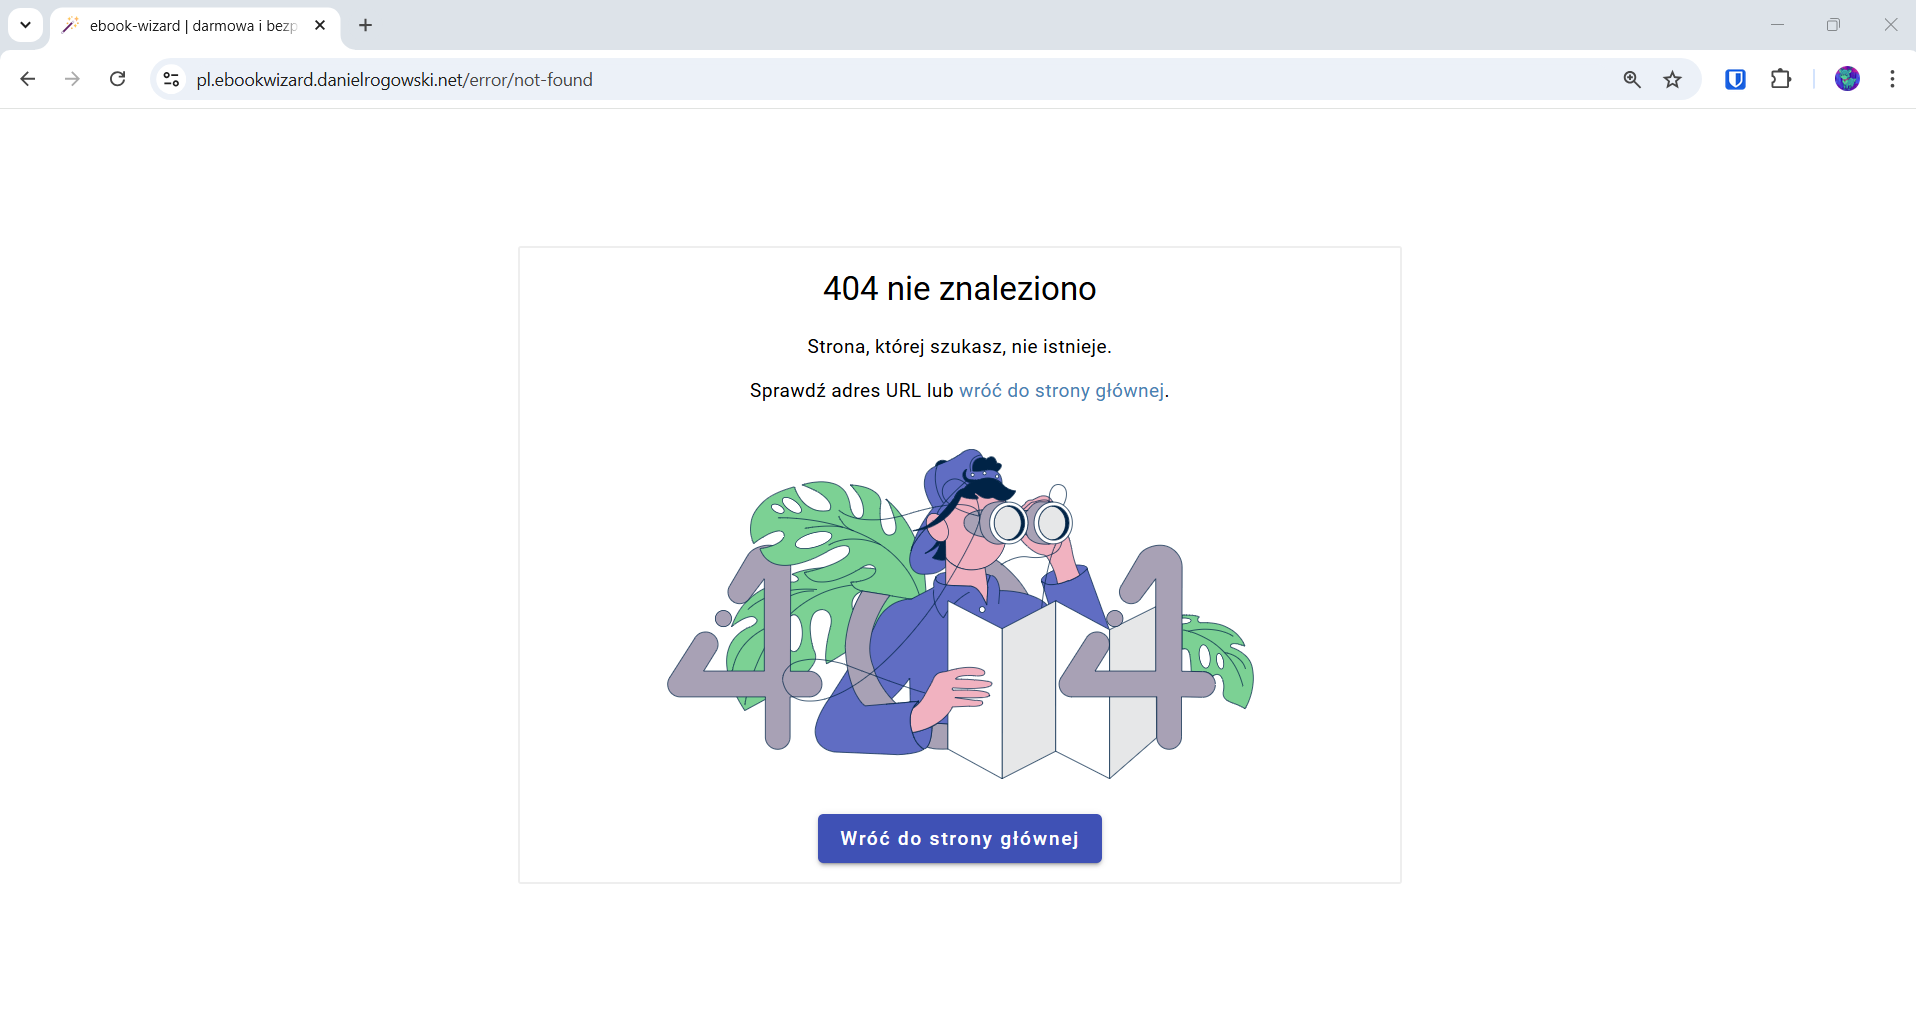 ebook-wizard | darmowa i bezp
pl.ebookwizard.danielrogowski.net/error/not-found
404 nie znaleziono
Strona, której szukasz, nie istnieje.
Sprawdź adres URL lub wróć do strony głównej.
404
Wróć do strony głównej